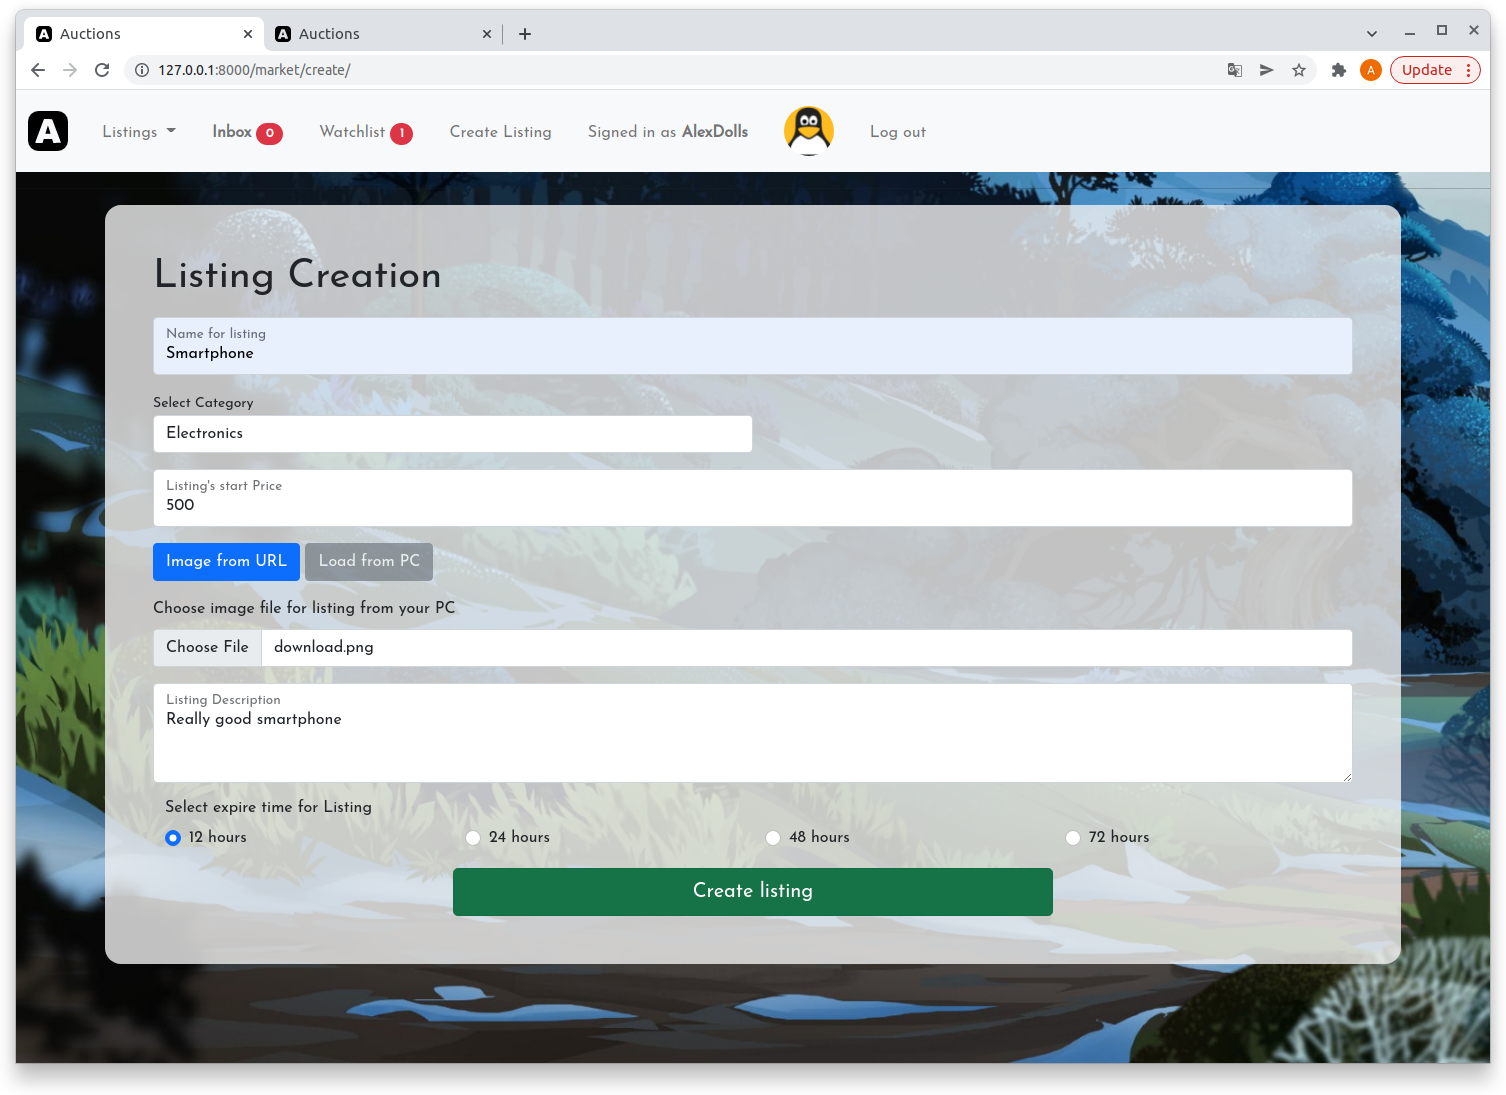 Auctions
Auctions
127.0.0.1:8000/market/create/
A
Update
A
Listings
Inbox 0
Watchlist 1
Create Listing
Signed in as AlexDolls
Log out
Listing Creation
Name for listing
Smartphone
Select Category
Electronics
Listing's start Price
500
Image from URL
Load from PC
Choose image file for listing from your PC
Choose File
download.png
Listing Description
Really good smartphone
Select expire time for Listing
12 hours
24 hours
48 hours
72 hours
Create listing